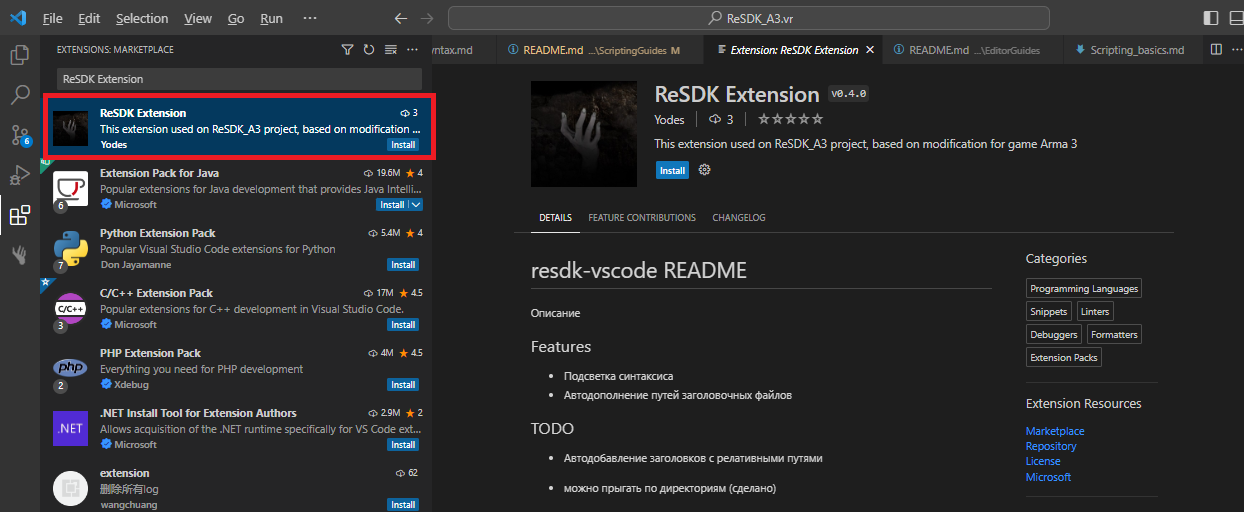 File Edit Selection View Go Run ···
ReSDK_A3.vr
EXTENSIONS: MARKETPLACE
ReSDK Extension
ReSDK Extension 3
This extension used on ReSDK_A3 project, based on modification ...
Yodes Install
Extension Pack for Java 19.6M ★ 4
Popular extensions for Java development that provides Java Intelli...
Microsoft Install
6
Python Extension Pack 5.4M ★ 4
Popular Visual Studio Code extensions for Python
Don Jayamanne Install
7
C/C++ Extension Pack 17M ★ 4.5
Popular extensions for C++ development in Visual Studio Code.
Microsoft Install
C/C++
3
PHP Extension Pack 4M ★ 4.5
Everything you need for PHP development
Xdebug Install
php
2
.NET Install Tool for Extension Authors 2.9M ★ 2
Allows acquisition of the .NET runtime specifically for VS Code ext...
Microsoft Install
.NET
extension 62
删除所有log
wangchuang Install
6
yntax.md README.md ...\ScriptingGuides M Extension: ReSDK Extension README.md ...\EditorGuides Scripting_basics.md
ReSDK Extension v0.4.0
Yodes 3
This extension used on ReSDK_A3 project, based on modification for game Arma 3
Install
DETAILS FEATURE CONTRIBUTIONS CHANGELOG
resdk-vscode README
Описание
Features
• Подсветка синтаксиса
• Автодополнение путей заголовочных файлов
TODO
• Автодобавление заголовков с релативными путями
• можно прыгать по директориям (сделано)
Categories
Programming Languages
Snippets Linters
Debuggers Formatters
Extension Packs
Extension Resources
Marketplace
Repository
License
Microsoft